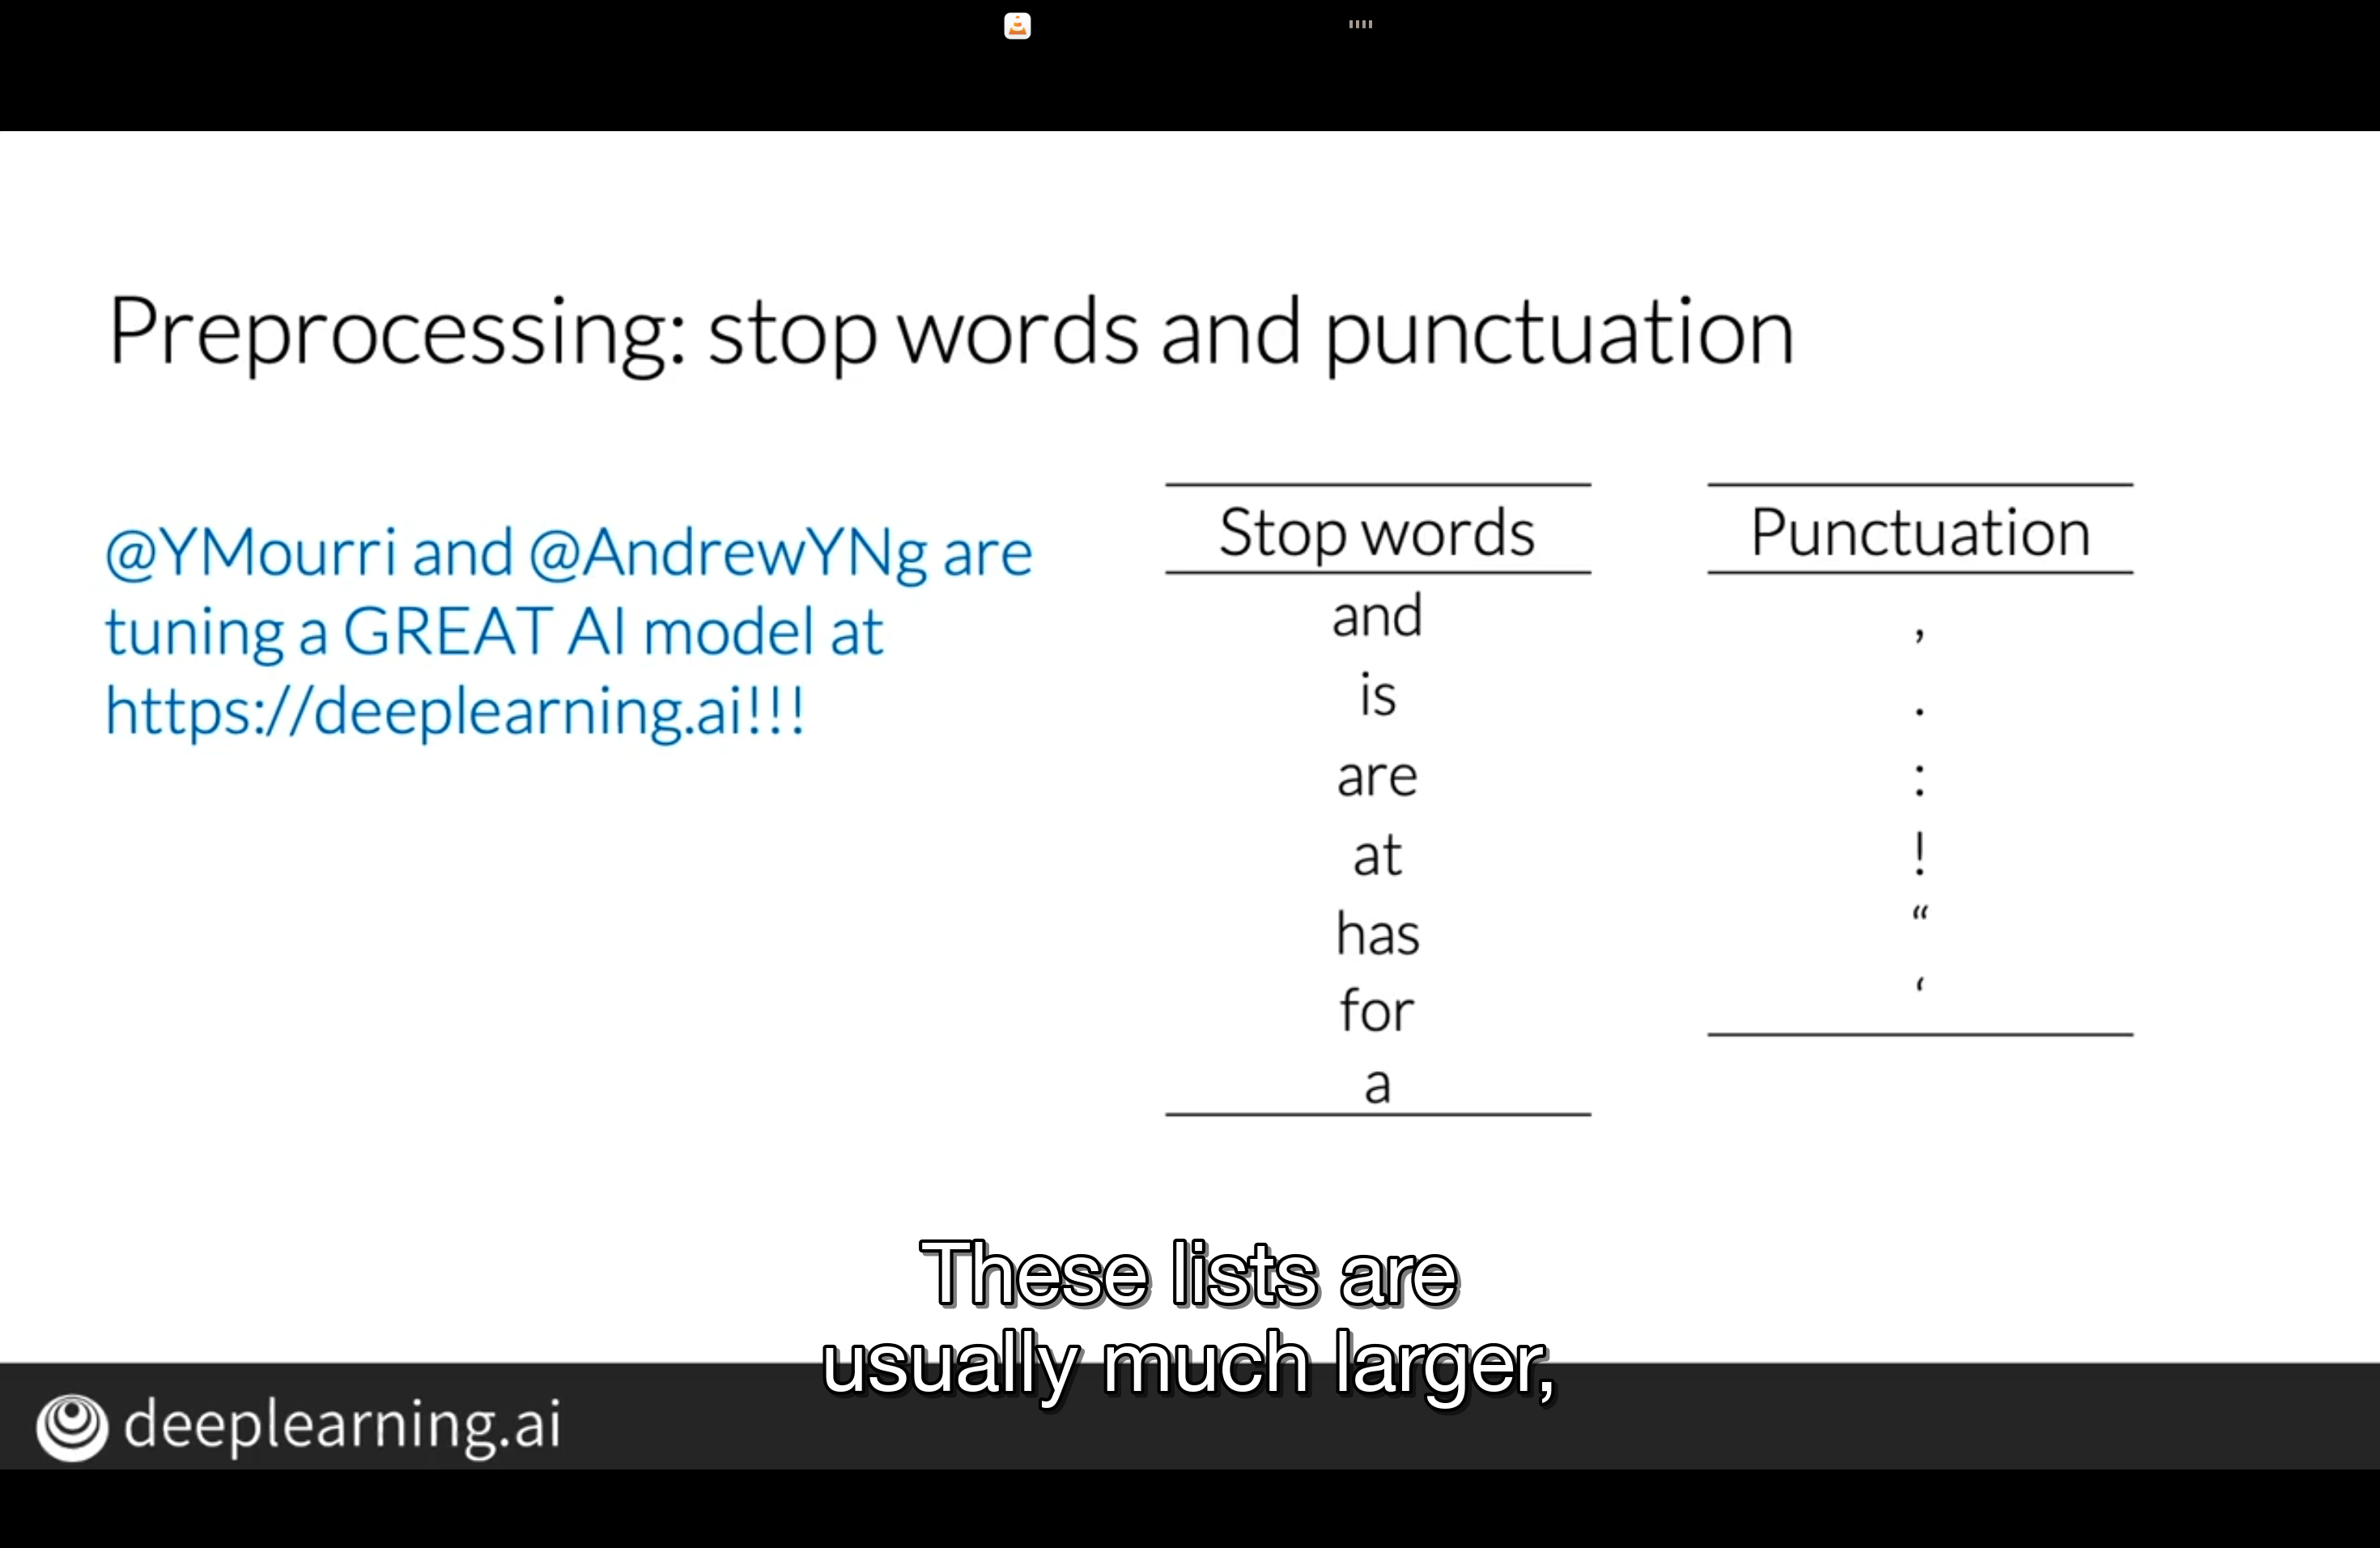 Preprocessing: stop words and punctuation
@YMourri and @AndrewYNg are
tuning a GREAT AI model at
https://deeplearning.ai!!!
Stop words
and
is
are
at
has
for
a
Punctuation
,
.
:
!
“
‘
These lists are
usually much larger,
deeplearning.ai